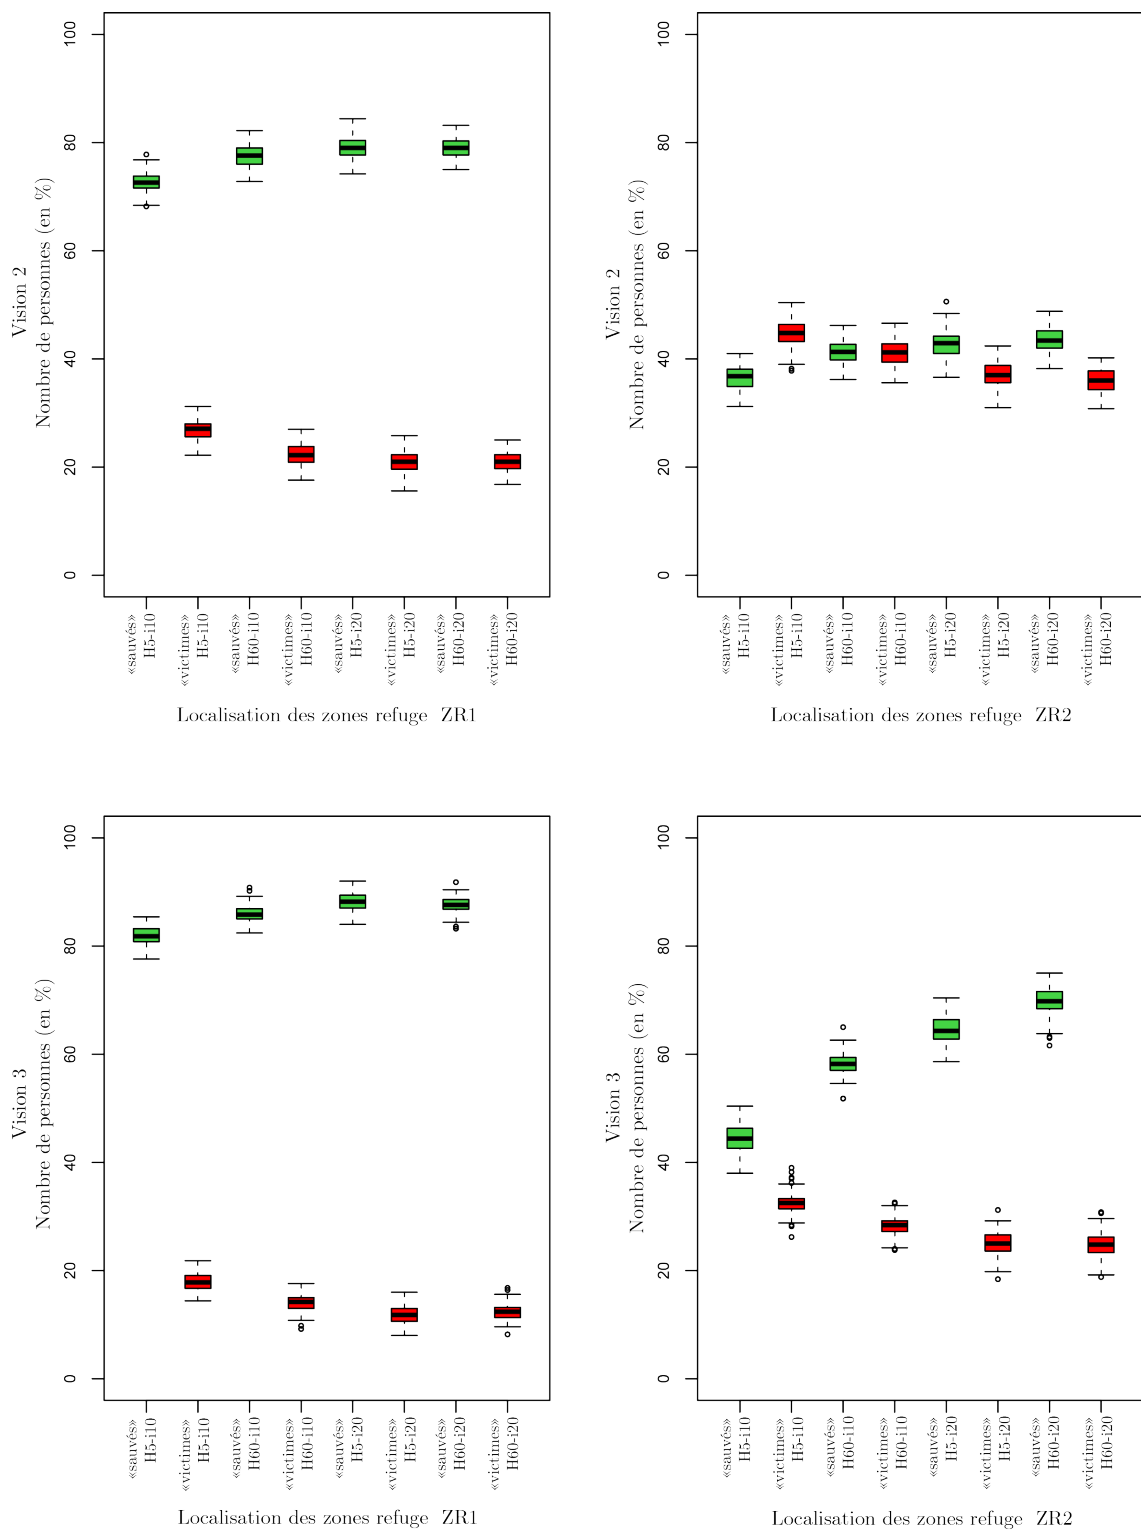 Vision 2
Nombre de personnes (en %)
100
80
60
40
20
0
«sauvés»
H5-i10
«victimes»
H5-i10
«sauvés»
H60-i10
«victimes»
H60-i10
«sauvés»
H5-i20
«victimes»
H5-i20
«sauvés»
H60-i20
«victimes»
H60-i20
Localisation des zones refuge ZR1
Vision 2
Nombre de personnes (en %)
100
80
60
40
20
0
«sauvés»
H5-i10
«victimes»
H5-i10
«sauvés»
H60-i10
«victimes»
H60-i10
«sauvés»
H5-i20
«victimes»
H5-i20
«sauvés»
H60-i20
«victimes»
H60-i20
Localisation des zones refuge ZR2
Vision 3
Nombre de personnes (en %)
100
80
60
40
20
0
«sauvés»
H5-i10
«victimes»
H5-i10
«sauvés»
H60-i10
«victimes»
H60-i10
«sauvés»
H5-i20
«victimes»
H5-i20
«sauvés»
H60-i20
«victimes»
H60-i20
Localisation des zones refuge ZR1
Vision 3
Nombre de personnes (en %)
100
80
60
40
20
0
«sauvés»
H5-i10
«victimes»
H5-i10
«sauvés»
H60-i10
«victimes»
H60-i10
«sauvés»
H5-i20
«victimes»
H5-i20
«sauvés»
H60-i20
«victimes»
H60-i20
Localisation des zones refuge ZR2